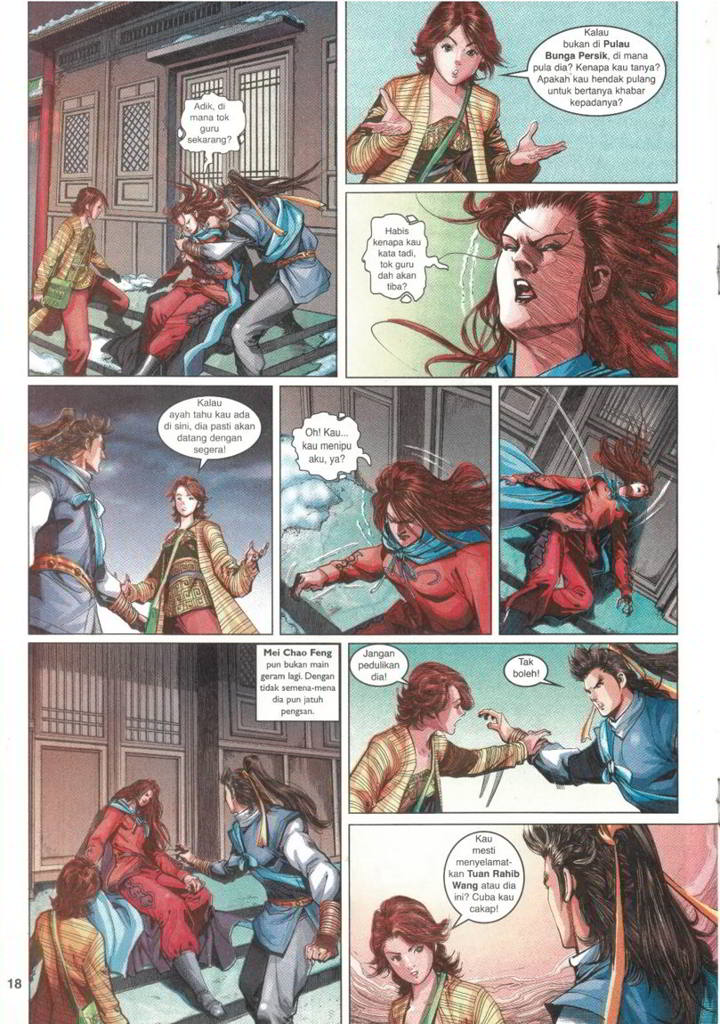 Adik, di
mana tok
guru
sekarang?
Kalau
bukan di Pulau
Bunga Persik, di mana
pula dia? Kenapa kau tanya?
Apakah kau hendak pulang
untuk bertanya khabar
kepadanya?
Habis
kenapa kau
kata tadi,
tok guru
dah akan
tiba?
Kalau
ayah tahu kau ada
di sini, dia pasti akan
datang dengan
segera!
Oh! Kau...
kau menipu
aku, ya?
Mei Chao Feng
pun bukan main
geram lagi. Dengan
tidak semena-mena
dia pun jatuh
pengsan.
Jangan
pedulikan
dia!
Tak
boleh!
Kau
mesti
menyelamat-
kan Tuan Rahib
Wang atau dia
ini? Cuba kau
cakap!
18